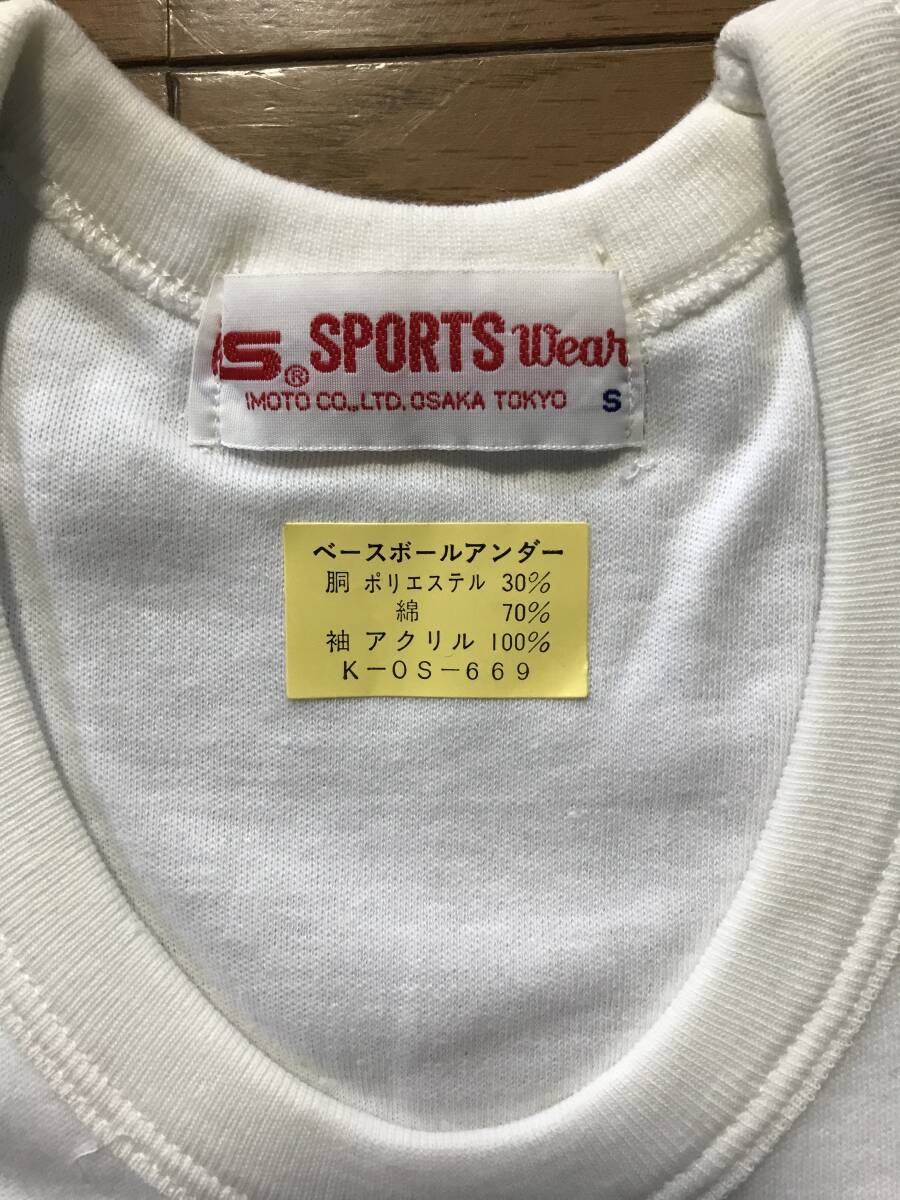 S® SPORTS Wear
IMOTO CO.,LTD. OSAKA TOKYO S
ベースボールアンダー
胴 ポリエステル 30%
綿 70%
袖 アクリル 100%
K-OS-669